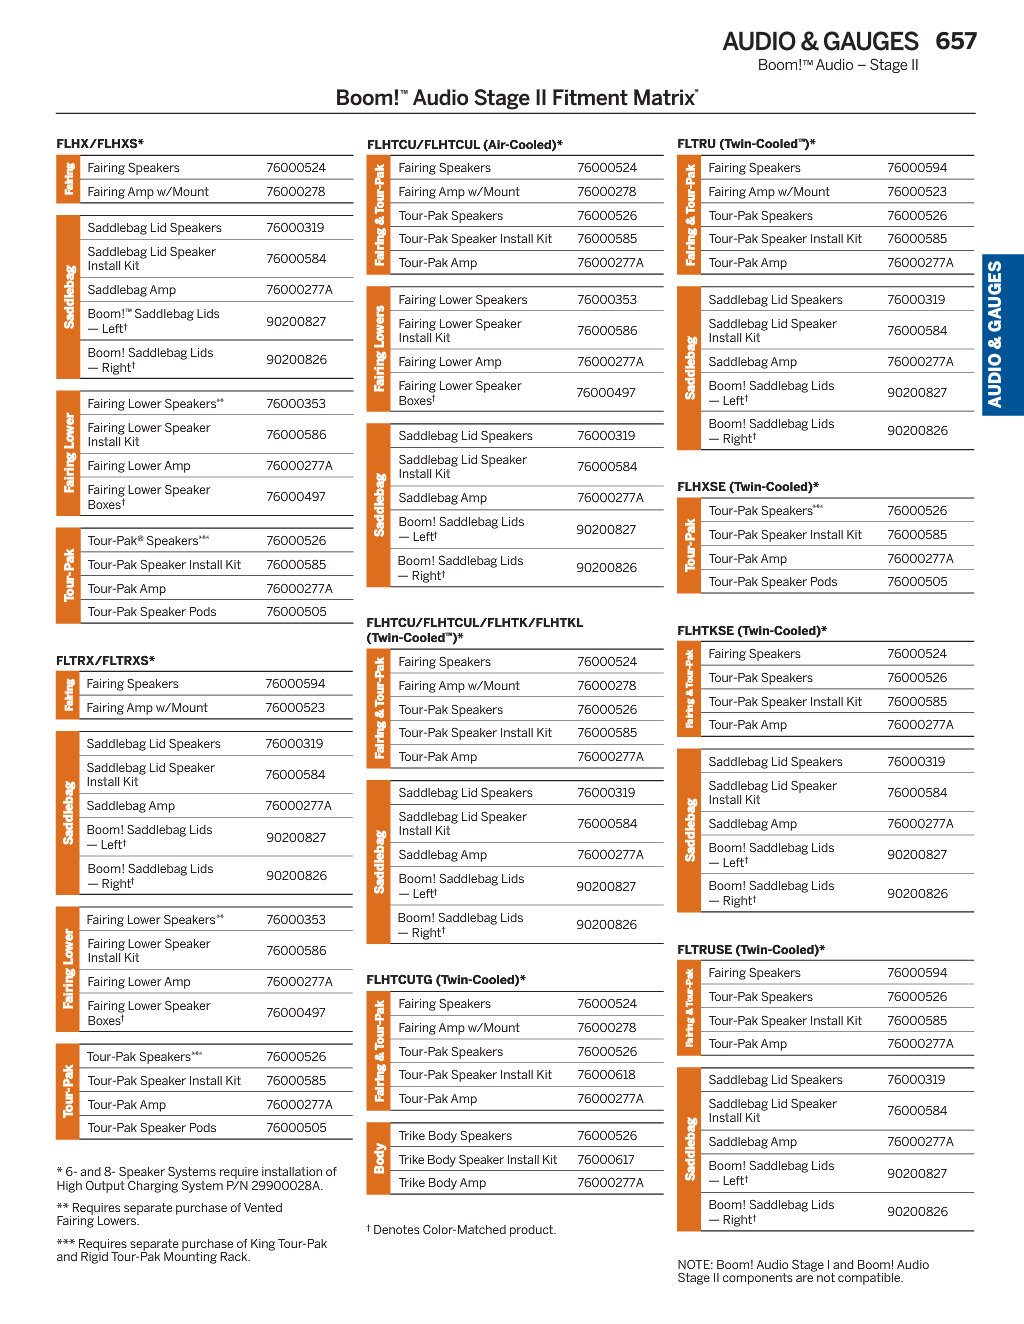 AUDIO & GAUGES 657
Boom!™ Audio – Stage II
Boom!™ Audio Stage II Fitment Matrix*
FLHX/FLHXS*
Fairing
Fairing Speakers 76000524
Fairing Amp w/Mount 76000278
Saddlebag
Saddlebag Lid Speakers 76000319
Saddlebag Lid Speaker
Install Kit 76000584
Saddlebag Amp 76000277A
Boom!™ Saddlebag Lids
— Left† 90200827
Boom! Saddlebag Lids
— Right† 90200826
Fairing Lower
Fairing Lower Speakers** 76000353
Fairing Lower Speaker
Install Kit 76000586
Fairing Lower Amp 76000277A
Fairing Lower Speaker
Boxes† 76000497
Tour-Pak
Tour-Pak® Speakers*** 76000526
Tour-Pak Speaker Install Kit 76000585
Tour-Pak Amp 76000277A
Tour-Pak Speaker Pods 76000505
FLTRX/FLTRXS*
Fairing
Fairing Speakers 76000594
Fairing Amp w/Mount 76000523
Saddlebag
Saddlebag Lid Speakers 76000319
Saddlebag Lid Speaker
Install Kit 76000584
Saddlebag Amp 76000277A
Boom! Saddlebag Lids
— Left† 90200827
Boom! Saddlebag Lids
— Right† 90200826
Fairing Lower
Fairing Lower Speakers** 76000353
Fairing Lower Speaker
Install Kit 76000586
Fairing Lower Amp 76000277A
Fairing Lower Speaker
Boxes† 76000497
Tour-Pak
Tour-Pak Speakers*** 76000526
Tour-Pak Speaker Install Kit 76000585
Tour-Pak Amp 76000277A
Tour-Pak Speaker Pods 76000505
* 6- and 8- Speaker Systems require installation of
High Output Charging System P/N 29900028A.
** Requires separate purchase of Vented
Fairing Lowers.
*** Requires separate purchase of King Tour-Pak
and Rigid Tour-Pak Mounting Rack.
FLHTCU/FLHTCUL (Air-Cooled)*
Fairing & Tour-Pak
Fairing Speakers 76000524
Fairing Amp w/Mount 76000278
Tour-Pak Speakers 76000526
Tour-Pak Speaker Install Kit 76000585
Tour-Pak Amp 76000277A
Fairing Lowers
Fairing Lower Speakers 76000353
Fairing Lower Speaker
Install Kit 76000586
Fairing Lower Amp 76000277A
Fairing Lower Speaker
Boxes† 76000497
Saddlebag
Saddlebag Lid Speakers 76000319
Saddlebag Lid Speaker
Install Kit 76000584
Saddlebag Amp 76000277A
Boom! Saddlebag Lids
— Left† 90200827
Boom! Saddlebag Lids
— Right† 90200826
FLHTCU/FLHTCUL/FLHTK/FLHTKL
(Twin-Cooled™)*
Fairing & Tour-Pak
Fairing Speakers 76000524
Fairing Amp w/Mount 76000278
Tour-Pak Speakers 76000526
Tour-Pak Speaker Install Kit 76000585
Tour-Pak Amp 76000277A
Saddlebag
Saddlebag Lid Speakers 76000319
Saddlebag Lid Speaker
Install Kit 76000584
Saddlebag Amp 76000277A
Boom! Saddlebag Lids
— Left† 90200827
Boom! Saddlebag Lids
— Right† 90200826
FLHTCUTG (Twin-Cooled)*
Fairing & Tour-Pak
Fairing Speakers 76000524
Fairing Amp w/Mount 76000278
Tour-Pak Speakers 76000526
Tour-Pak Speaker Install Kit 76000618
Tour-Pak Amp 76000277A
Body
Trike Body Speakers 76000526
Trike Body Speaker Install Kit 76000617
Trike Body Amp 76000277A
† Denotes Color-Matched product.
FLTRU (Twin-Cooled™)*
Fairing & Tour-Pak
Fairing Speakers 76000594
Fairing Amp w/Mount 76000523
Tour-Pak Speakers 76000526
Tour-Pak Speaker Install Kit 76000585
Tour-Pak Amp 76000277A
Saddlebag
Saddlebag Lid Speakers 76000319
Saddlebag Lid Speaker
Install Kit 76000584
Saddlebag Amp 76000277A
Boom! Saddlebag Lids
— Left† 90200827
Boom! Saddlebag Lids
— Right† 90200826
FLHXSE (Twin-Cooled)*
Tour-Pak
Tour-Pak Speakers*** 76000526
Tour-Pak Speaker Install Kit 76000585
Tour-Pak Amp 76000277A
Tour-Pak Speaker Pods 76000505
FLHTKSE (Twin-Cooled)*
Fairing & Tour-Pak
Fairing Speakers 76000524
Tour-Pak Speakers 76000526
Tour-Pak Speaker Install Kit 76000585
Tour-Pak Amp 76000277A
Saddlebag
Saddlebag Lid Speakers 76000319
Saddlebag Lid Speaker
Install Kit 76000584
Saddlebag Amp 76000277A
Boom! Saddlebag Lids
— Left† 90200827
Boom! Saddlebag Lids
— Right† 90200826
FLTRUSE (Twin-Cooled)*
Fairing & Tour-Pak
Fairing Speakers 76000594
Tour-Pak Speakers 76000526
Tour-Pak Speaker Install Kit 76000585
Tour-Pak Amp 76000277A
Saddlebag
Saddlebag Lid Speakers 76000319
Saddlebag Lid Speaker
Install Kit 76000584
Saddlebag Amp 76000277A
Boom! Saddlebag Lids
— Left† 90200827
Boom! Saddlebag Lids
— Right† 90200826
NOTE: Boom! Audio Stage I and Boom! Audio
Stage II components are not compatible.
AUDIO & GAUGES